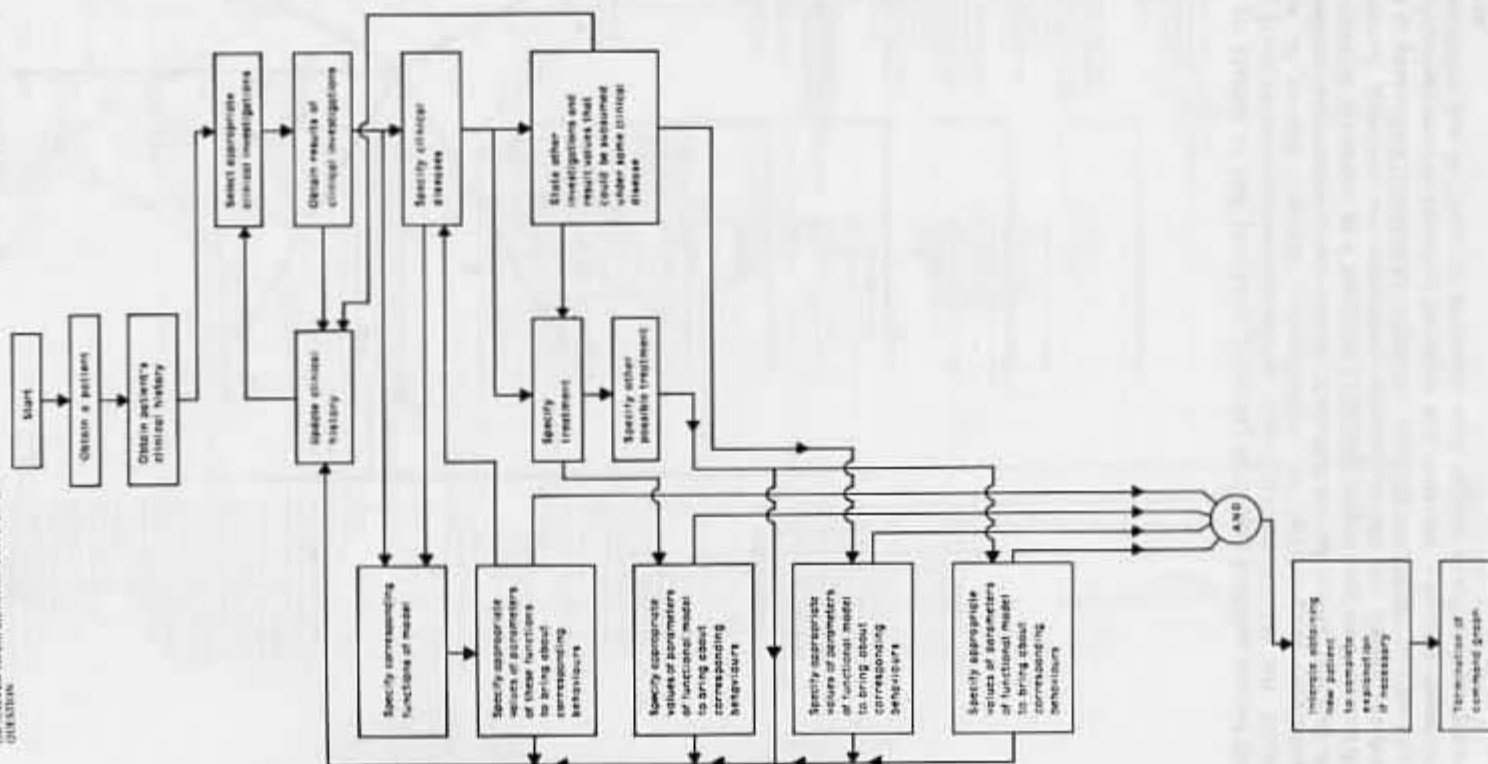 QUESTION
Start
Obtain a patient
Obtain patient's
clinical history
Select appropriate
clinical investigations
Obtain results of
clinical investigations
Update clinical
history
Specify clinical
diseases
State other
investigations and
result values that
could be subsumed
under some clinical
disease
Specify
treatment
Specify other
possible treatment
Specify corresponding
functions of model
Specify appropriate
values of parameters
of these functions
to bring about
corresponding
behaviours
Specify appropriate
values of parameters
of functional model
to bring about
corresponding
behaviours
Specify appropriate
values of parameters
of functional model
to bring about
corresponding
behaviours
Specify appropriate
values of parameters
of functional model
to bring about
corresponding
behaviours
AND
new patient
to complete
explanation
if necessary
Teleonomics of
command group